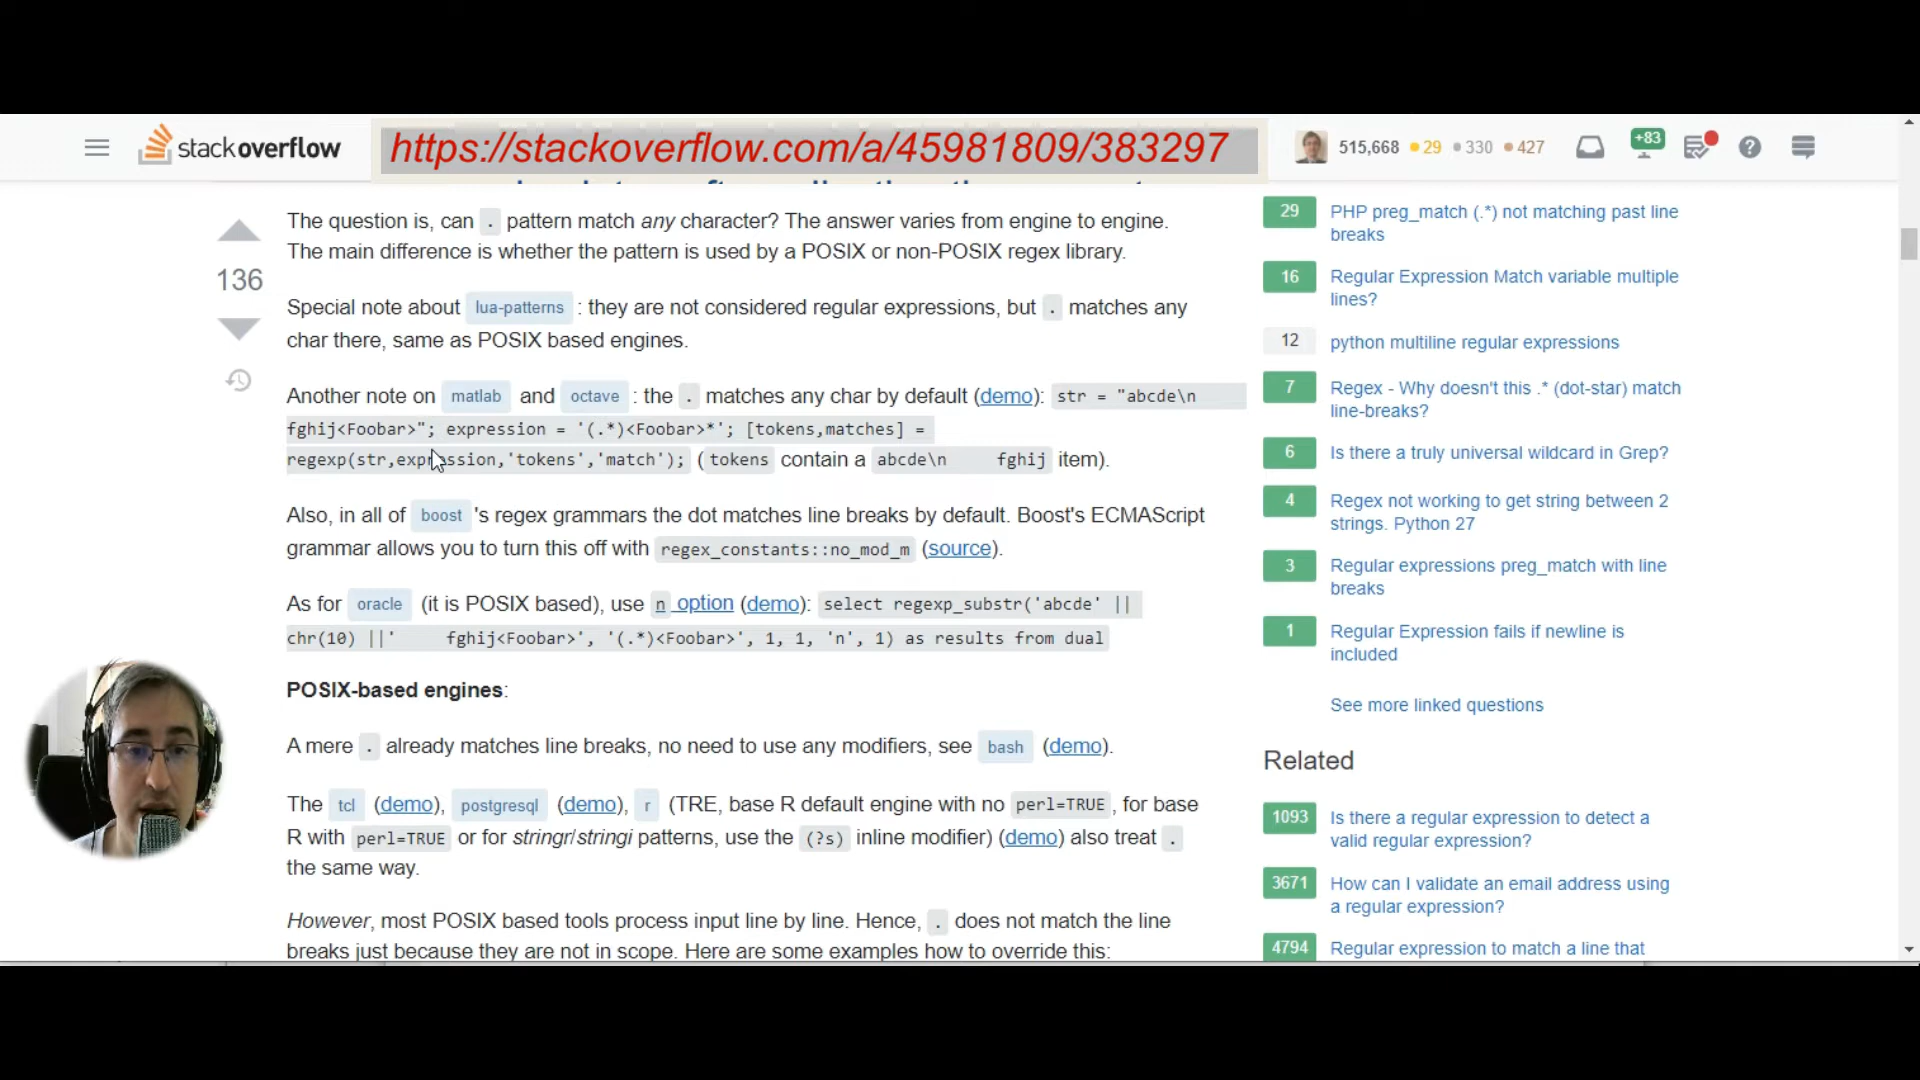 stackoverflow
https://stackoverflow.com/a/45981809/383297
515,668 29 330 427
+83
136
The question is, can . pattern match any character? The answer varies from engine to engine.
The main difference is whether the pattern is used by a POSIX or non-POSIX regex library.
Special note about lua-patterns : they are not considered regular expressions, but . matches any
char there, same as POSIX based engines.
Another note on matlab and octave : the . matches any char by default (demo): str = "abcde\n
fghij<Foobar>"; expression = '(.*)<Foobar>*'; [tokens,matches] =
regexp(str,expression,'tokens','match'); ( tokens contain a abcde\n fghij item).
Also, in all of boost 's regex grammars the dot matches line breaks by default. Boost's ECMAScript
grammar allows you to turn this off with regex_constants::no_mod_m (source).
As for oracle (it is POSIX based), use n option (demo): select regexp_substr('abcde' ||
chr(10) ||' fghij<Foobar>', '(.*)<Foobar>', 1, 1, 'n', 1) as results from dual
POSIX-based engines:
A mere . already matches line breaks, no need to use any modifiers, see bash (demo).
The tcl (demo), postgresql (demo), r (TRE, base R default engine with no perl=TRUE , for base
R with perl=TRUE or for stringr/stringi patterns, use the (?s) inline modifier) (demo) also treat .
the same way.
However, most POSIX based tools process input line by line. Hence, . does not match the line
breaks just because they are not in scope. Here are some examples how to override this:
29 PHP preg_match (.*) not matching past line
breaks
16 Regular Expression Match variable multiple
lines?
12 python multiline regular expressions
7 Regex - Why doesn't this .* (dot-star) match
line-breaks?
6 Is there a truly universal wildcard in Grep?
4 Regex not working to get string between 2
strings. Python 27
3 Regular expressions preg_match with line
breaks
1 Regular Expression fails if newline is
included
See more linked questions
Related
1093 Is there a regular expression to detect a
valid regular expression?
3671 How can I validate an email address using
a regular expression?
4794 Regular expression to match a line that